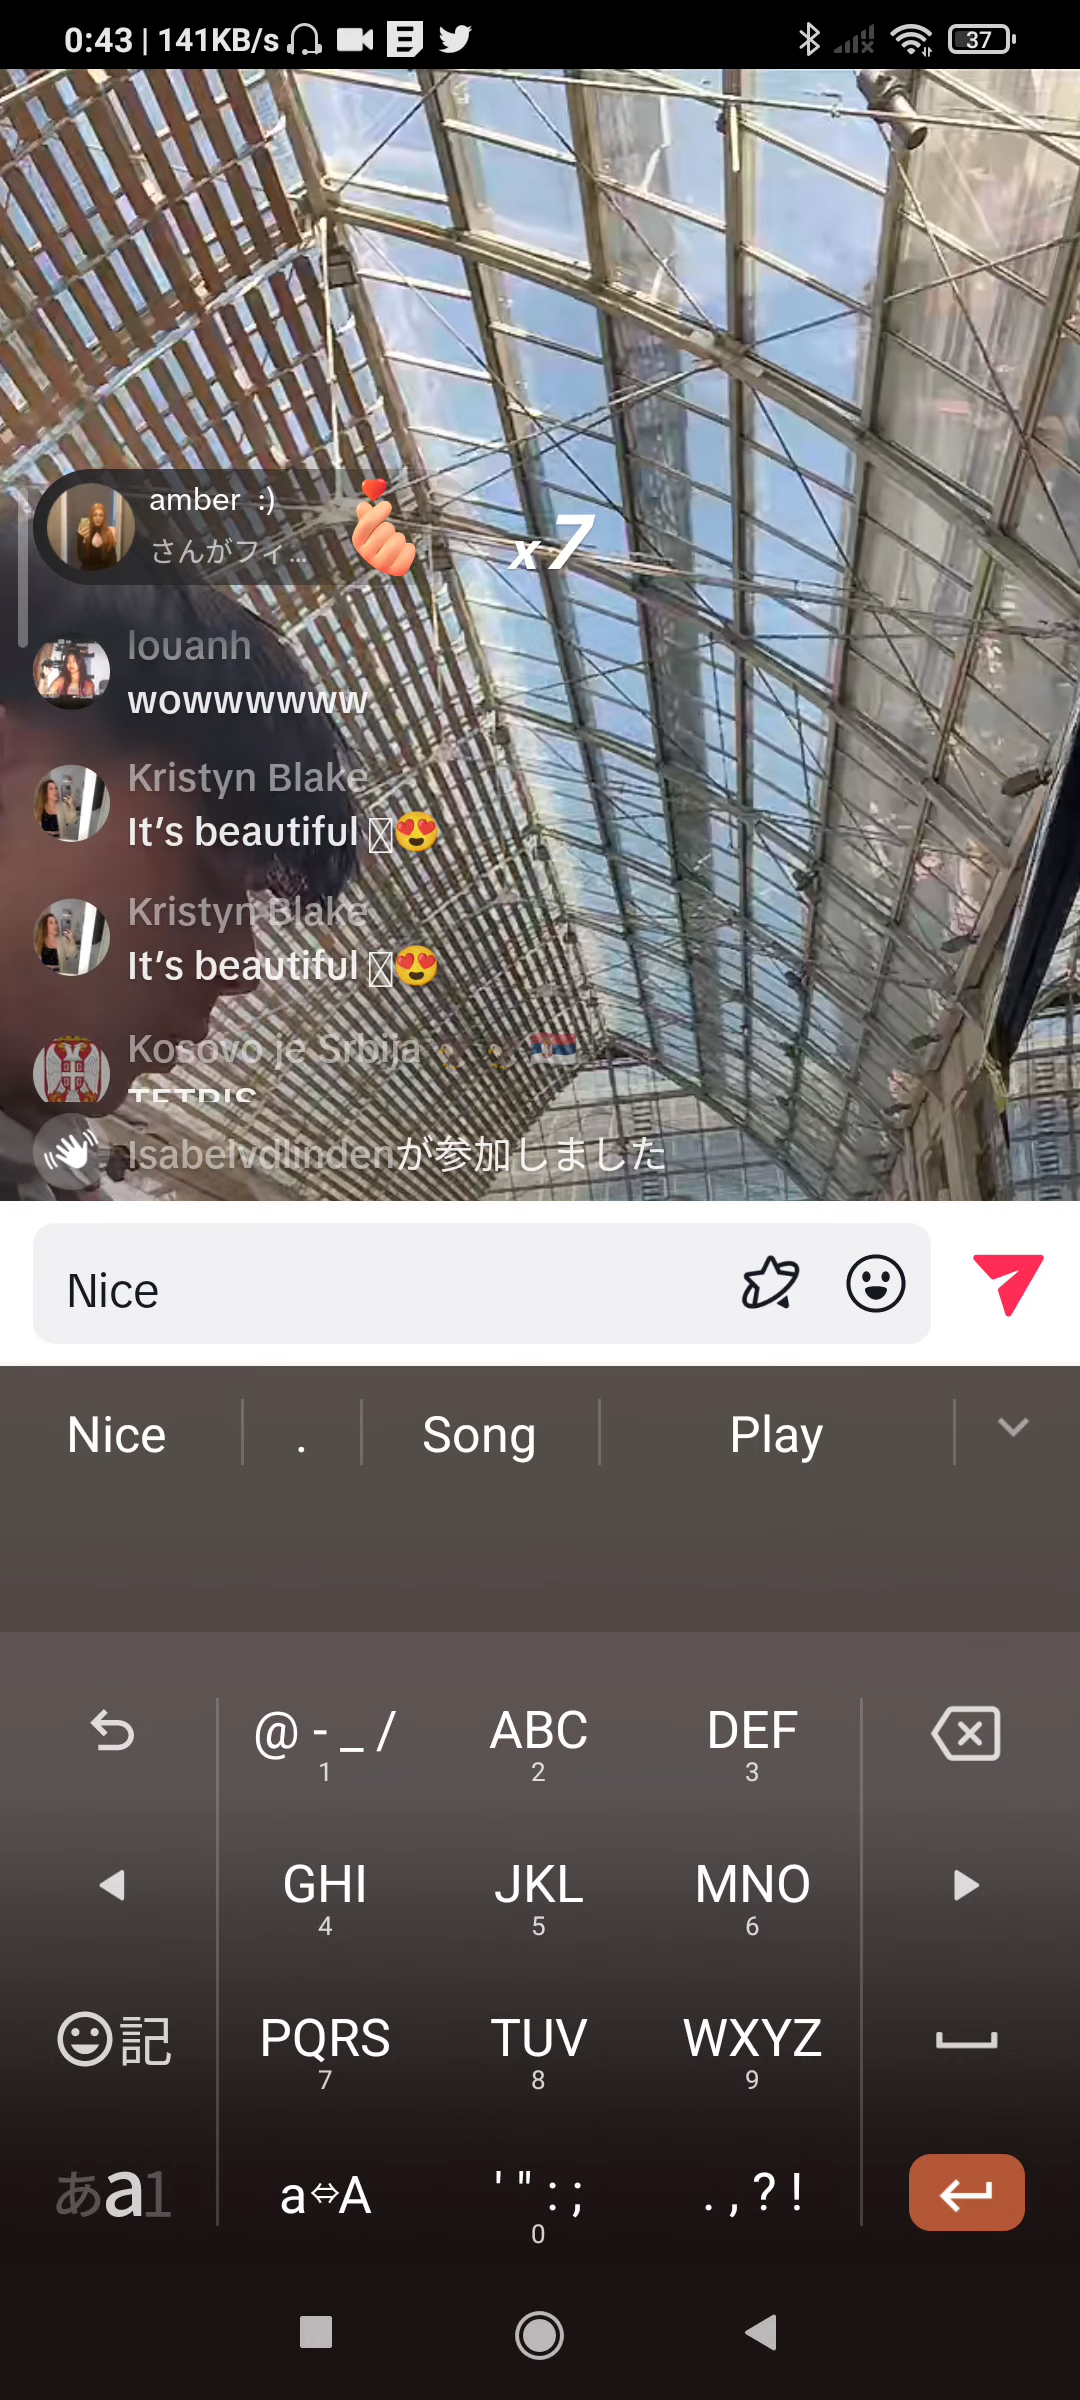 0:43 | 141KB/s
37
amber :)
さんがフィ...
x7
louanh
wowwwwww
Kristyn Blake
It's beautiful 😍
Kristyn Blake
It's beautiful 😍
Kosovo je Srbija 🇷🇸
TETRIS
Isabelvdlindenが参加しました
Nice
Nice . Song Play
@ - _ / ABC DEF
1 2 3
GHI JKL MNO
4 5 6
記 PQRS TUV WXYZ
7 8 9
あa1 a⇔A ' " : ; . , ? !
0